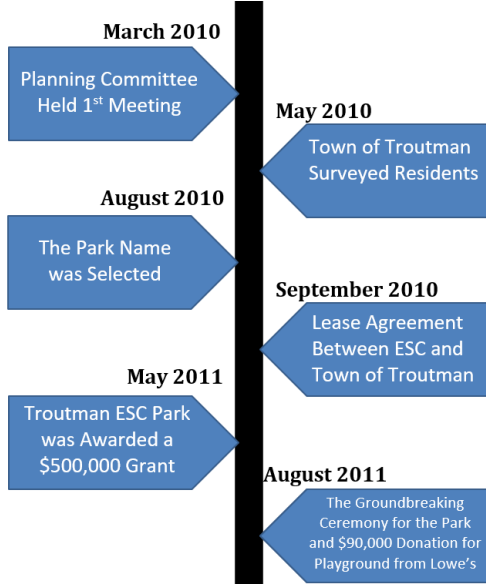 March 2010
Planning Committee
Held 1st Meeting
May 2010
Town of Troutman
Surveyed Residents
August 2010
The Park Name
was Selected
September 2010
Lease Agreement
Between ESC and
Town of Troutman
May 2011
Troutman ESC Park
was Awarded a
$500,000 Grant
August 2011
The Groundbreaking
Ceremony for the Park
and $90,000 Donation for
Playground from Lowe's